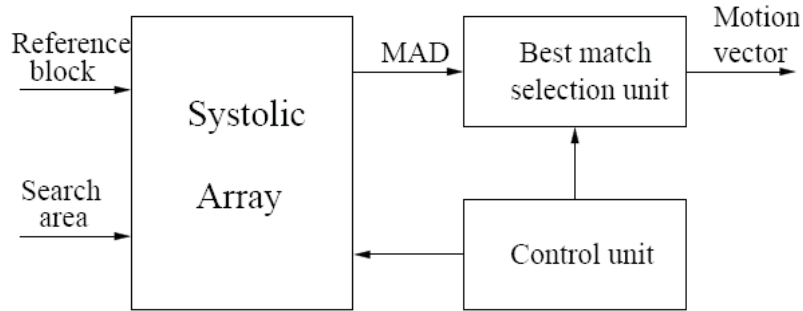 Reference
block
Search
area
Systolic
Array
MAD
Best match
selection unit
Motion
vector
Control unit